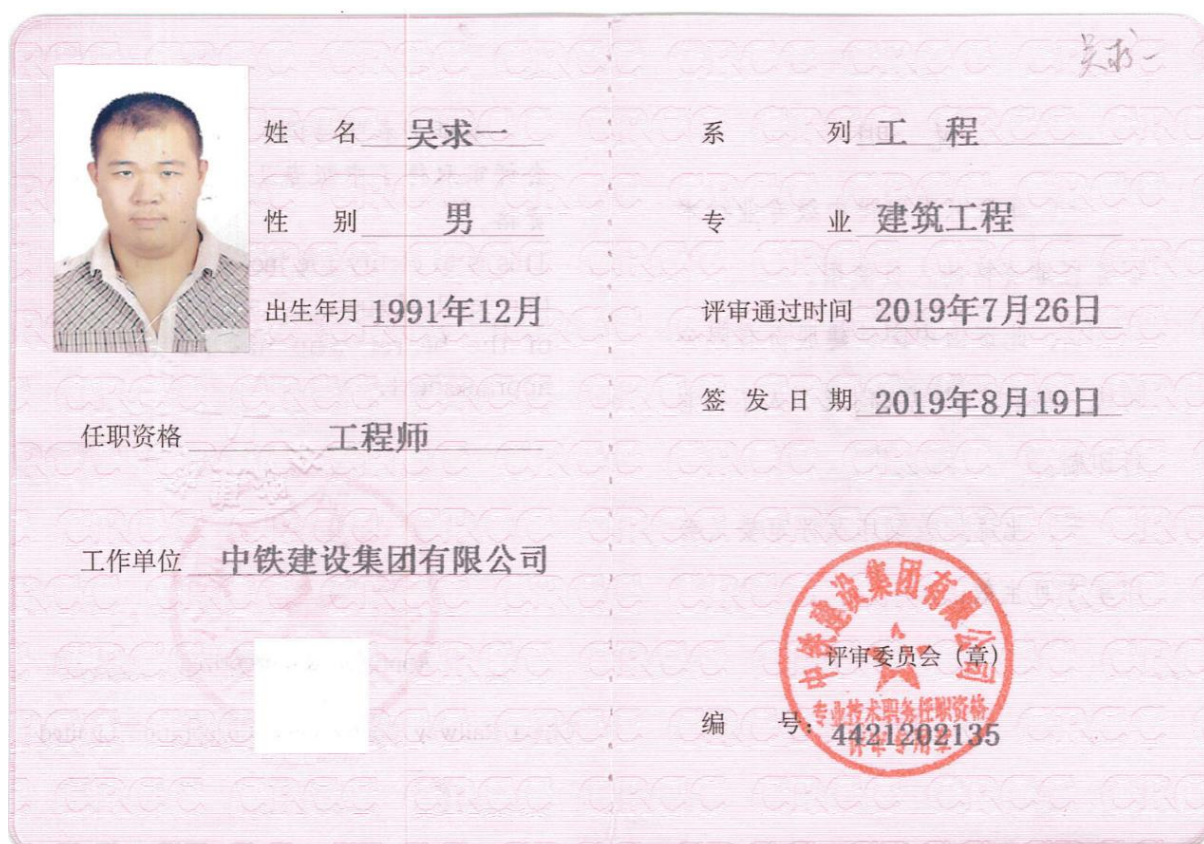 吴求一
姓 名 吴求一
性 别 男
出生年月 1991年12月
任职资格 工程师
工作单位 中铁建设集团有限公司
系 列 工 程
专 业 建筑工程
评审通过时间 2019年7月26日
签 发 日 期 2019年8月19日
中铁建设集团有限公司
评审委员会（章）
专业技术职务任职资格
评审专用章
编 号: 4421202135